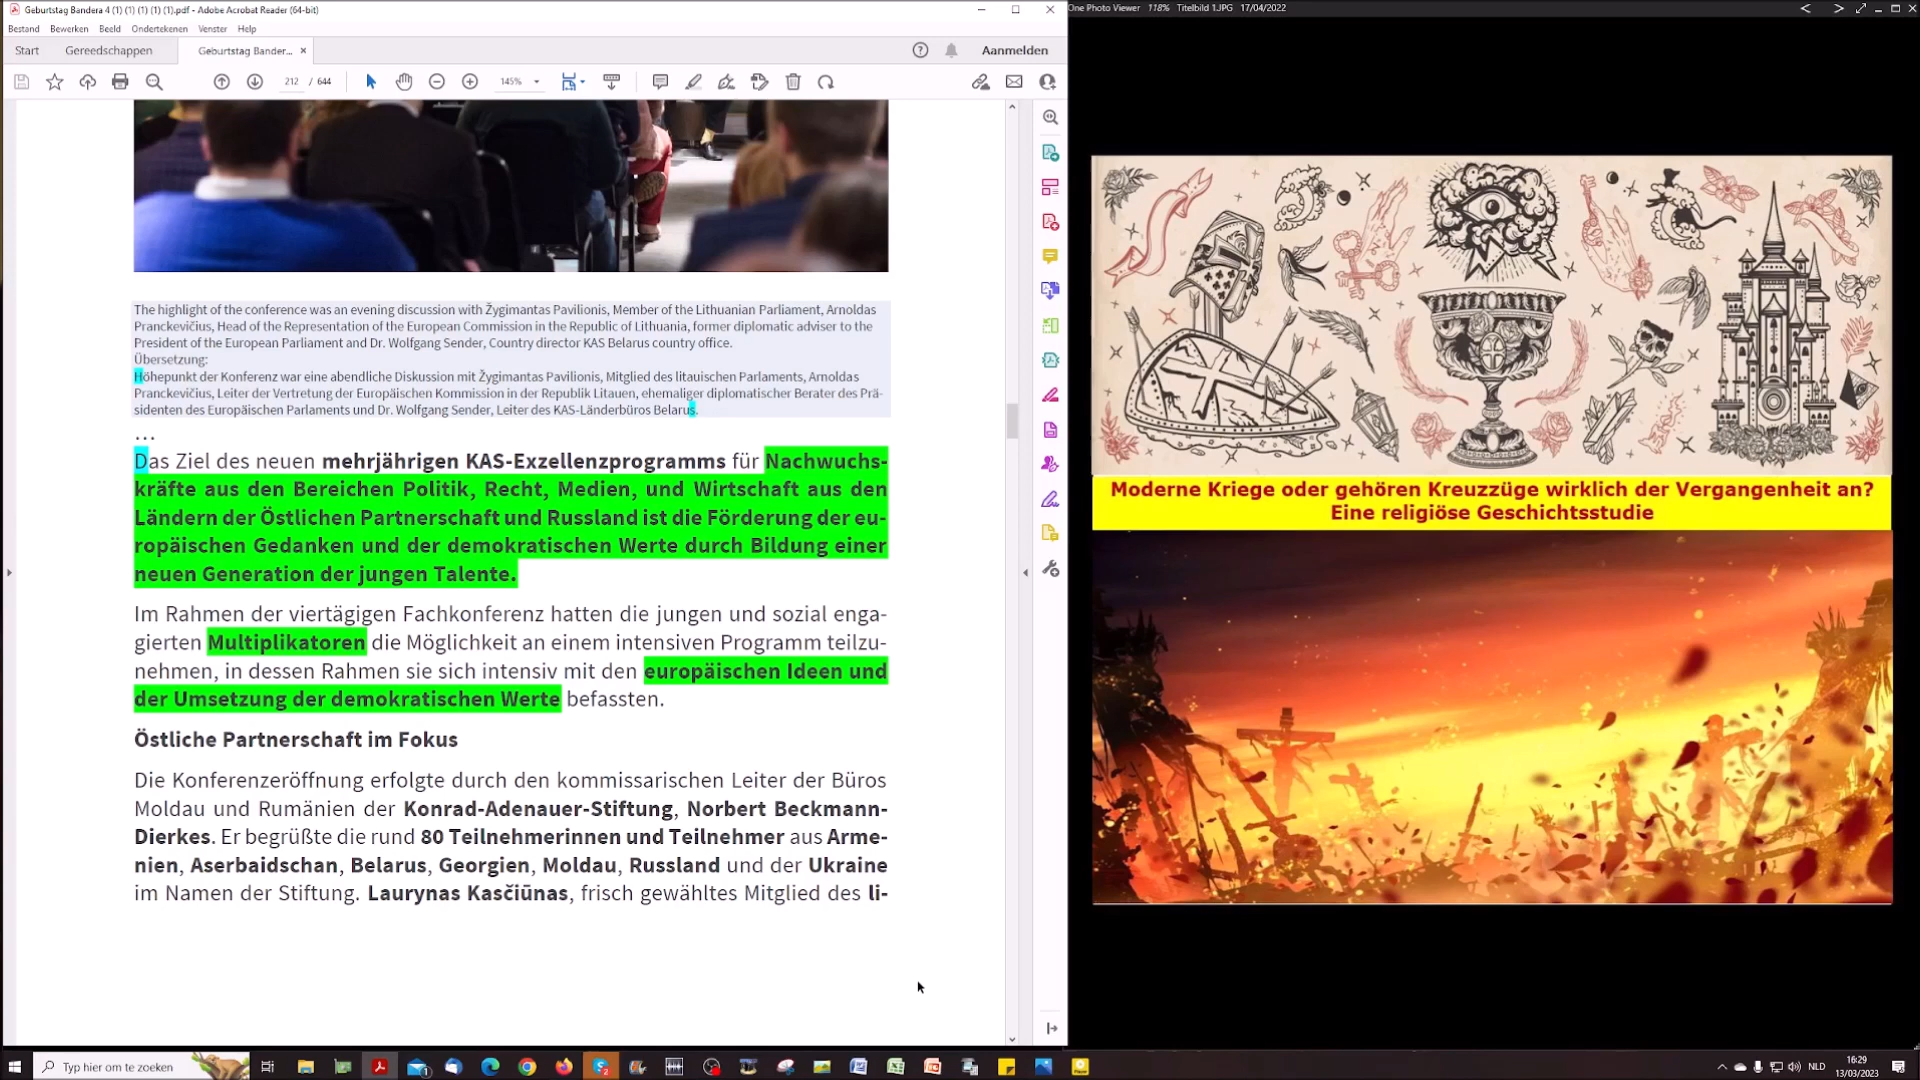 Geburtstag Bandera 4 (1) (1) (1) (1) (1).pdf - Adobe Acrobat Reader (64-bit)
Bestand Bewerken Beeld Ondertekenen Venster Help
Start Gereedschappen Geburtstag Bander... × Aanmelden
212 / 644 145%
The highlight of the conference was an evening discussion with Žygimantas Pavilionis, Member of the Lithuanian Parliament, Arnoldas
Pranckevičius, Head of the Representation of the European Commission in the Republic of Lithuania, former diplomatic adviser to the
President of the European Parliament and Dr. Wolfgang Sender, Country director KAS Belarus country office.
Übersetzung:
Höhepunkt der Konferenz war eine abendliche Diskussion mit Žygimantas Pavilionis, Mitglied des litauischen Parlaments, Arnoldas
Pranckevičius, Leiter der Vertretung der Europäischen Kommission in der Republik Litauen, ehemaliger diplomatischer Berater des Prä-
sidenten des Europäischen Parlaments und Dr. Wolfgang Sender, Leiter des KAS-Länderbüros Belarus.
...
Das Ziel des neuen mehrjährigen KAS-Exzellenzprogramms für Nachwuchs-
kräfte aus den Bereichen Politik, Recht, Medien, und Wirtschaft aus den
Ländern der Östlichen Partnerschaft und Russland ist die Förderung der eu-
ropäischen Gedanken und der demokratischen Werte durch Bildung einer
neuen Generation der jungen Talente.
Im Rahmen der viertägigen Fachkonferenz hatten die jungen und sozial enga-
gierten Multiplikatoren die Möglichkeit an einem intensiven Programm teilzu-
nehmen, in dessen Rahmen sie sich intensiv mit den europäischen Ideen und
der Umsetzung der demokratischen Werte befassten.
Östliche Partnerschaft im Fokus
Die Konferenzeröffnung erfolgte durch den kommissarischen Leiter der Büros
Moldau und Rumänien der Konrad-Adenauer-Stiftung, Norbert Beckmann-
Dierkes. Er begrüßte die rund 80 Teilnehmerinnen und Teilnehmer aus Arme-
nien, Aserbaidschan, Belarus, Georgien, Moldau, Russland und der Ukraine
im Namen der Stiftung. Laurynas Kasčiūnas, frisch gewähltes Mitglied des li-
One Photo Viewer 118% Titelbild 1.JPG 17/04/2022
Moderne Kriege oder gehören Kreuzzüge wirklich der Vergangenheit an?
Eine religiöse Geschichtsstudie
Typ hier om te zoeken
NLD
16:29
13/03/2023